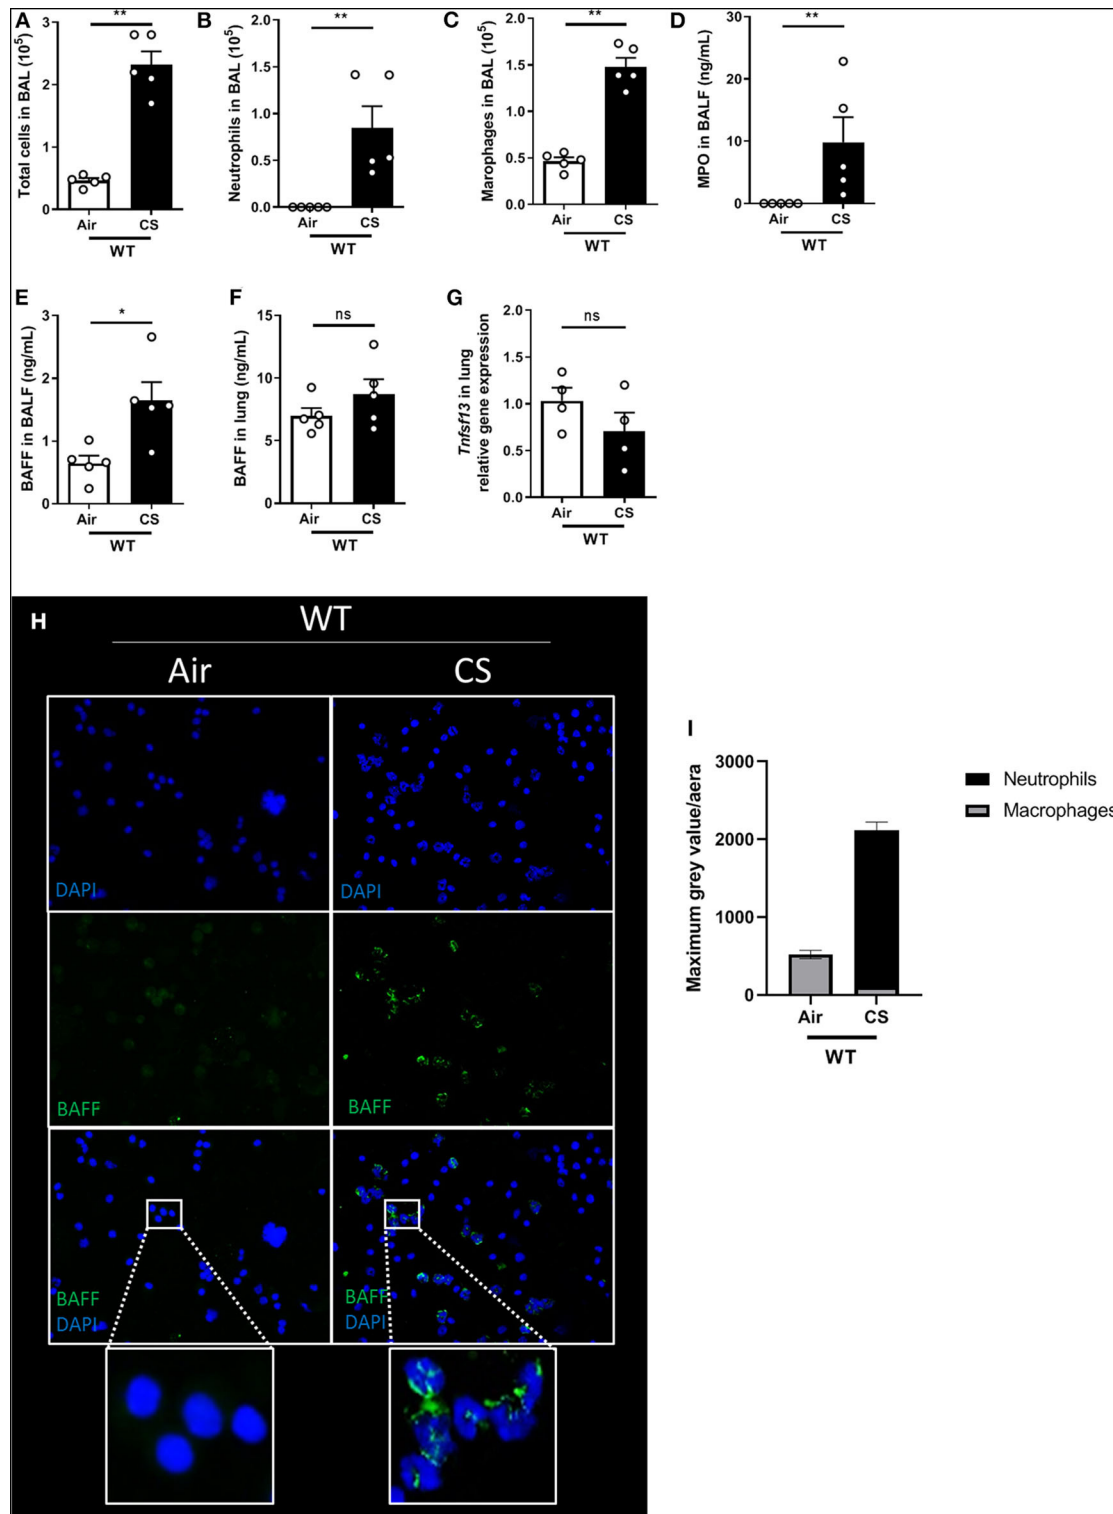 A
Total cells in BAL (10⁵)
3
2
1
0
**
Air
CS
WT
B
Neutrophils in BAL (10⁵)
2.0
1.5
1.0
0.5
0.0
**
Air
CS
WT
C
Marophages in BAL (10⁵)
2.0
1.5
1.0
0.5
0.0
**
Air
CS
WT
D
MPO in BALF (ng/mL)
30
20
10
0
**
Air
CS
WT
E
BAFF in BALF (ng/mL)
3
2
1
0
*
Air
CS
WT
F
BAFF in lung (ng/mL)
15
10
5
0
ns
Air
CS
WT
G
Tnfsf13 in lung
relative gene expression
2.0
1.5
1.0
0.5
0.0
ns
Air
CS
WT
H
WT
Air
CS
DAPI
DAPI
BAFF
BAFF
BAFF
DAPI
BAFF
DAPI
I
Maximum grey value/aera
3000
2000
1000
0
Air
CS
WT
Neutrophils
Macrophages